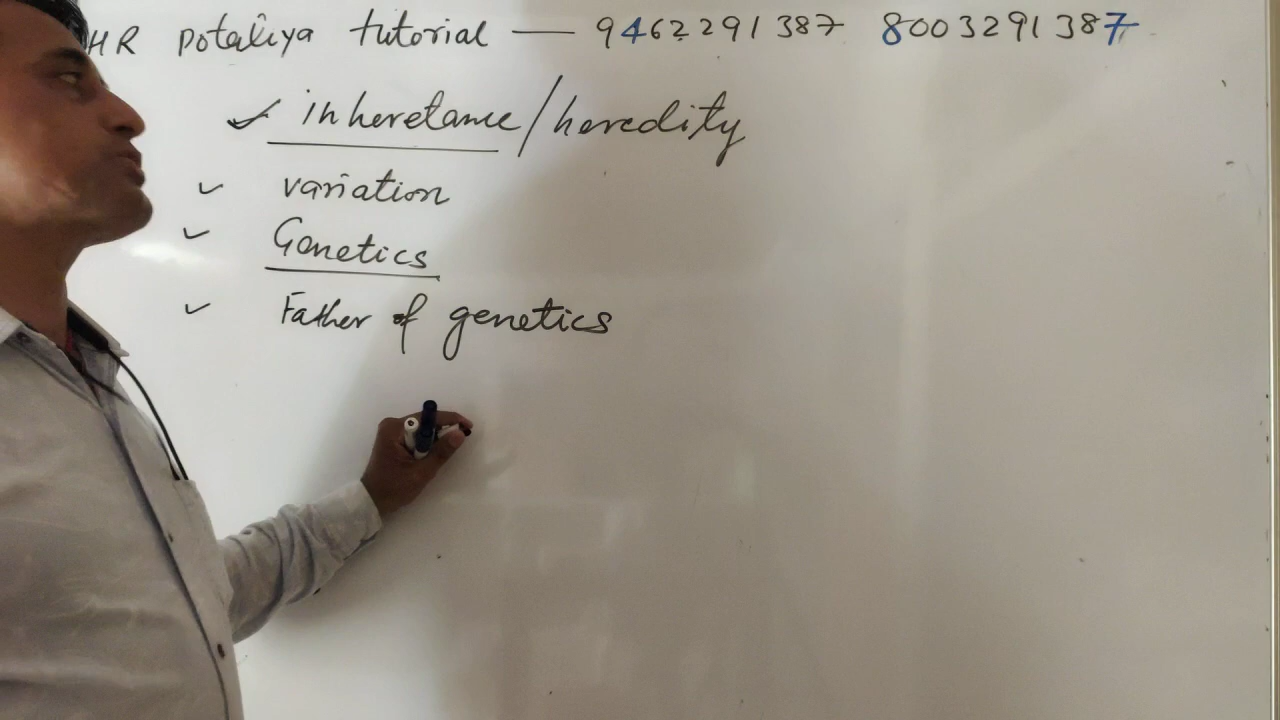 HR potaliya tutorial — 9462291387 8003291387
✓ inheretance/heredity
✓ variation
✓ Genetics
✓ Father of genetics